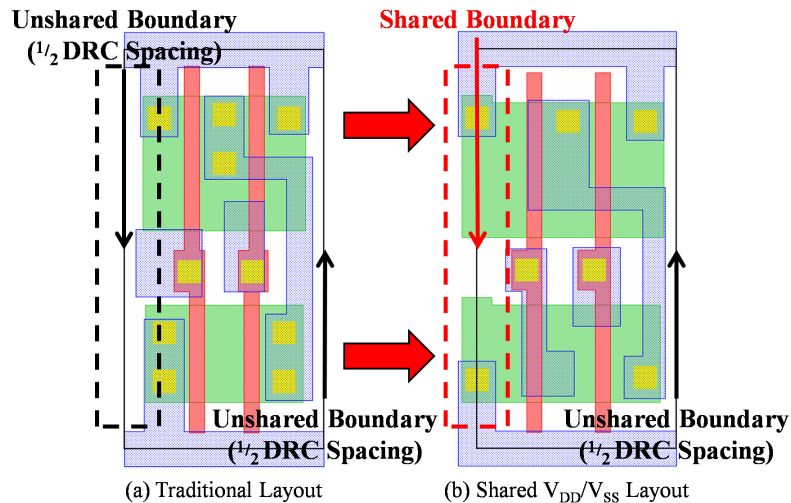 Unshared Boundary
(1/2 DRC Spacing)
Shared Boundary
Unshared Boundary
(1/2 DRC Spacing)
Unshared Boundary
(1/2 DRC Spacing)
(a) Traditional Layout
(b) Shared VDD/VSS Layout